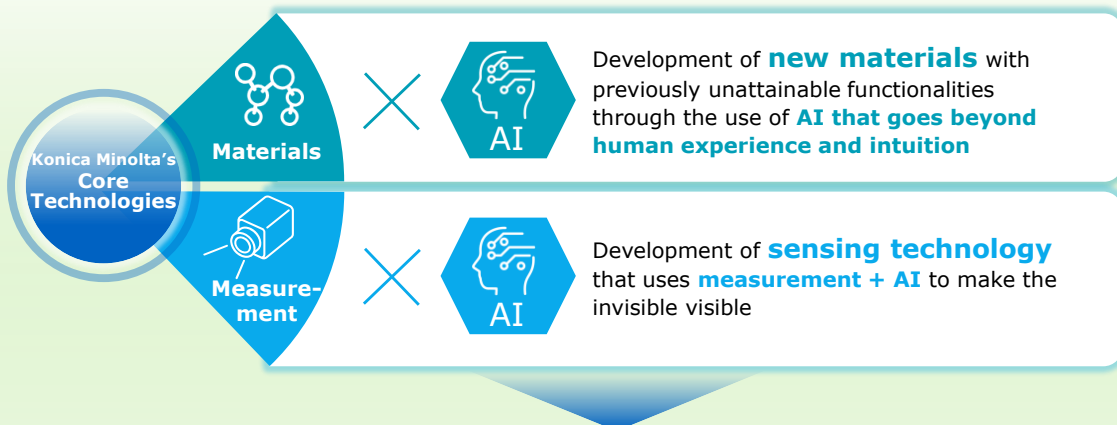 Konica Minolta's
Core
Technologies
Materials
AI
Development of new materials with
previously unattainable functionalities
through the use of AI that goes beyond
human experience and intuition
Measure-
ment
AI
Development of sensing technology
that uses measurement + AI to make the
invisible visible